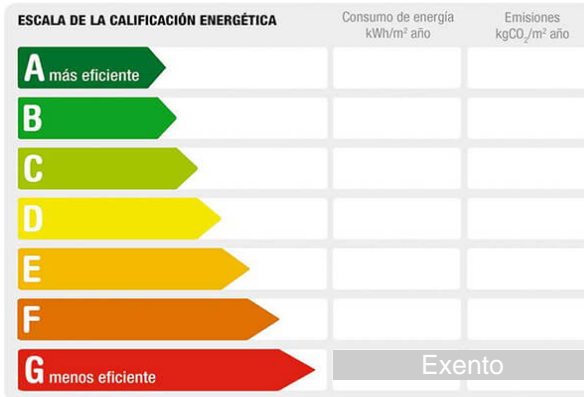 ESCALA DE LA CALIFICACIÓN ENERGÉTICA
Consumo de energía
kWh/m² año
Emisiones
kgCO₂/m² año
A más eficiente
B
C
D
E
F
G menos eficiente
Exento